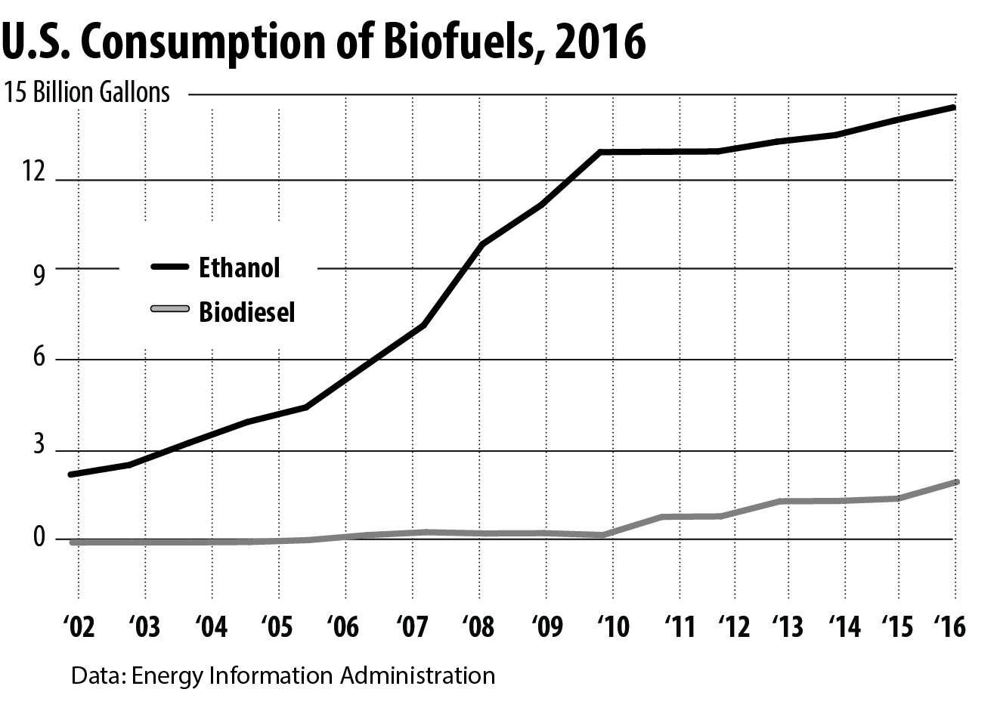 U.S. Consumption of Biofuels, 2016
15 Billion Gallons
12
9
Ethanol
Biodiesel
6
3
0
‘02 ‘03 ‘04 ‘05 ‘06 ‘07 ‘08 ‘09 ‘10 ‘11 ‘12 ‘13 ‘14 ‘15 ‘16
Data: Energy Information Administration